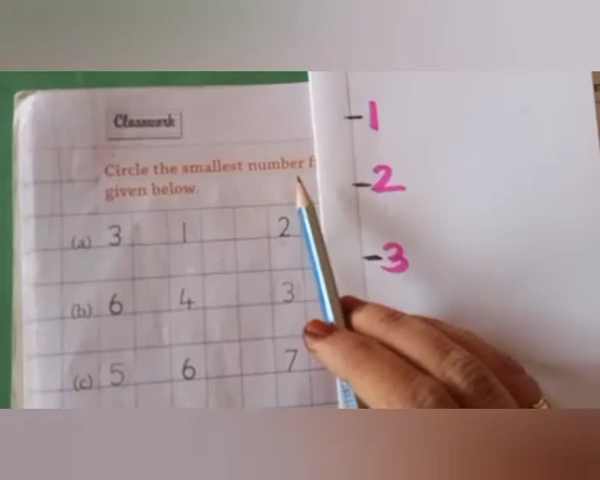 Classwork
Circle the smallest number f
given below.
(a) 3 1 2
(b) 6 4 3
(c) 5 6 7
-1
-2
-3